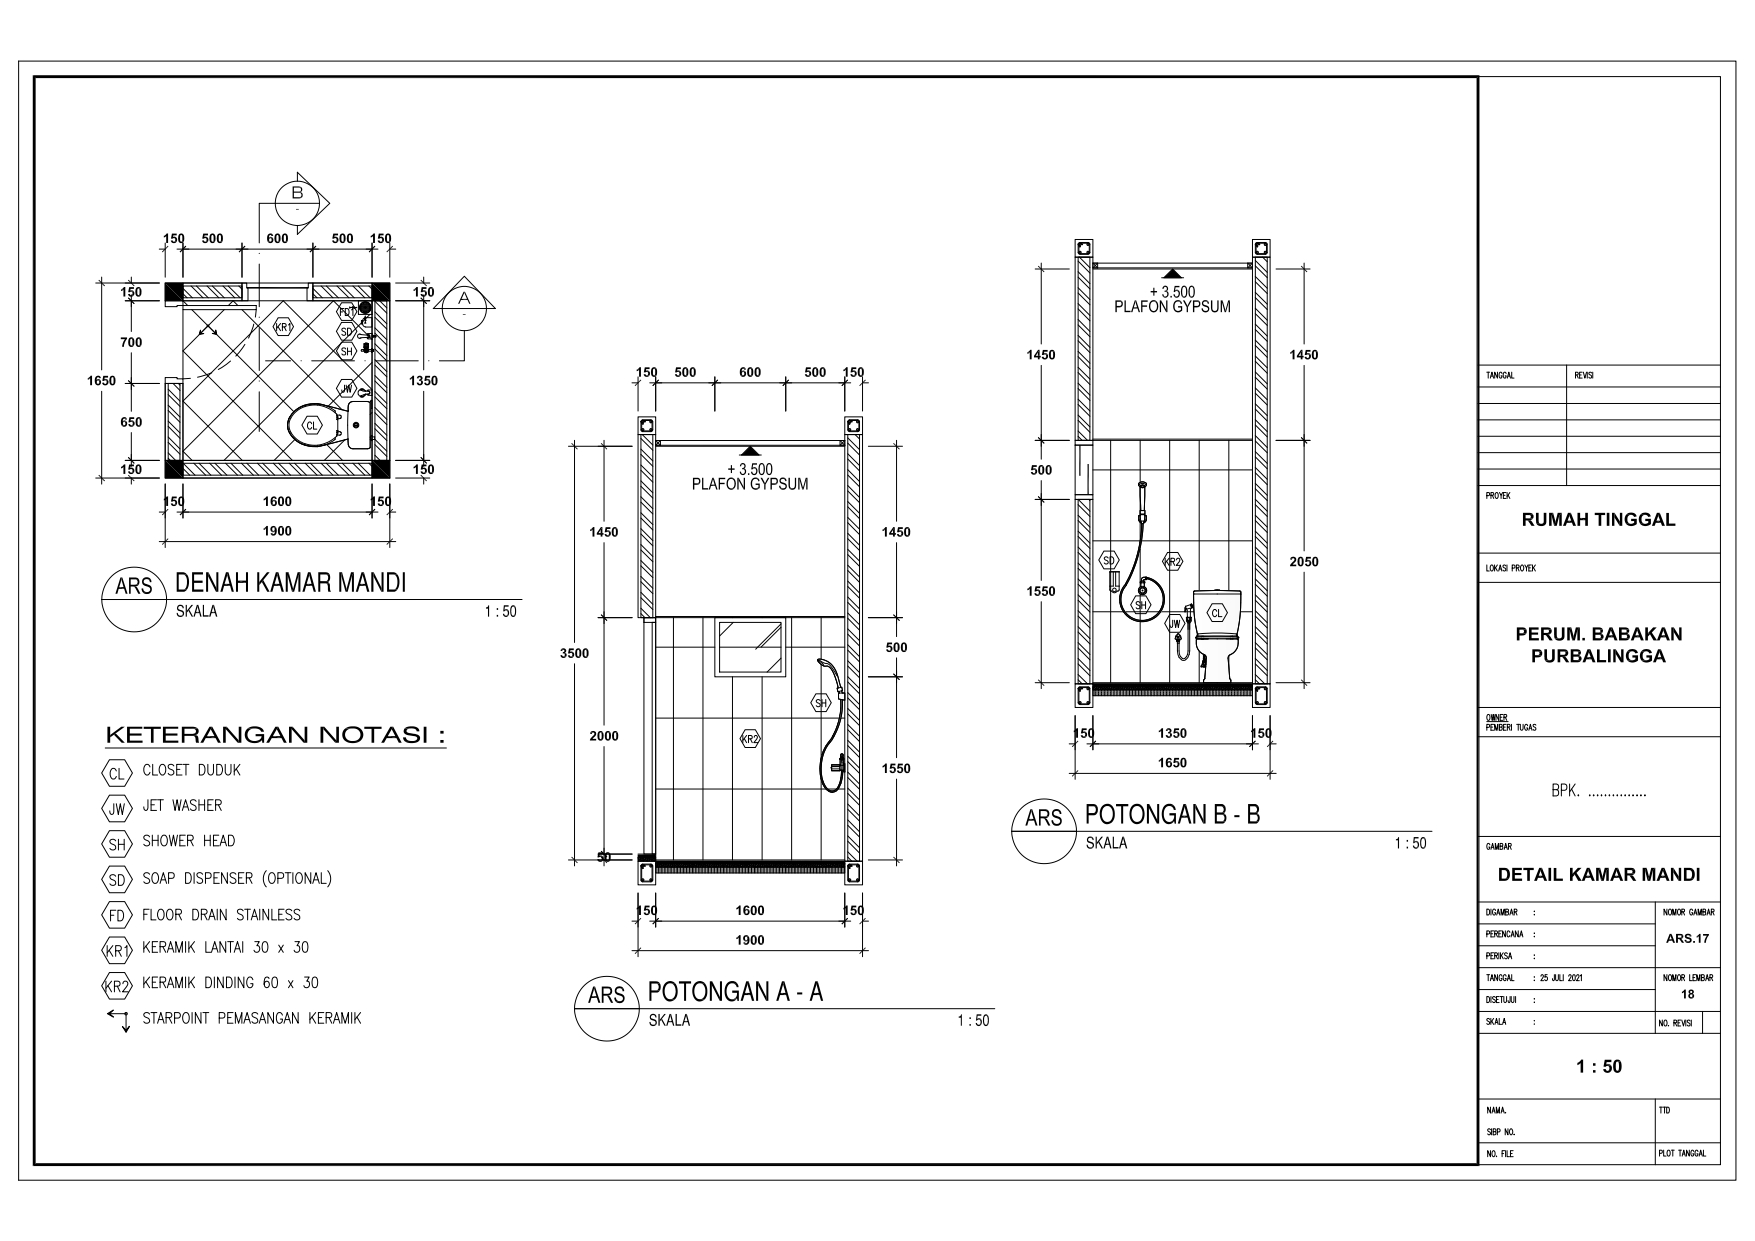 B
-
150 500 600 500 150
A
-
150
700
1650
650
150
150
1350
150
KR1
FD
SD
SH
JW
CL
150 1600 150
1900
ARS
DENAH KAMAR MANDI
SKALA 1 : 50
KETERANGAN NOTASI :
CL CLOSET DUDUK
JW JET WASHER
SH SHOWER HEAD
SD SOAP DISPENSER (OPTIONAL)
FD FLOOR DRAIN STAINLESS
KR1 KERAMIK LANTAI 30 x 30
KR2 KERAMIK DINDING 60 x 30
STARPOINT PEMASANGAN KERAMIK
150 500 600 500 150
+ 3.500
PLAFON GYPSUM
1450
3500
2000
50
1450
500
1550
SH
KR2
150 1600 150
1900
ARS
POTONGAN A - A
SKALA 1 : 50
+ 3.500
PLAFON GYPSUM
1450
500
1550
1450
2050
SD
KR2
SH
JW
CL
150 1350 150
1650
ARS
POTONGAN B - B
SKALA 1 : 50
TANGGAL REVISI
PROYEK
RUMAH TINGGAL
LOKASI PROYEK
PERUM. BABAKAN
PURBALINGGA
OWNER
PEMBERI TUGAS
BPK. ...............
GAMBAR
DETAIL KAMAR MANDI
DIGAMBAR : NOMOR GAMBAR
PERENCANA : ARS.17
PERIKSA :
TANGGAL : 25 JULI 2021 NOMOR LEMBAR
DISETUJUI : 18
SKALA : NO. REVISI
1 : 50
NAMA. TTD
SIBP NO.
NO. FILE PLOT TANGGAL